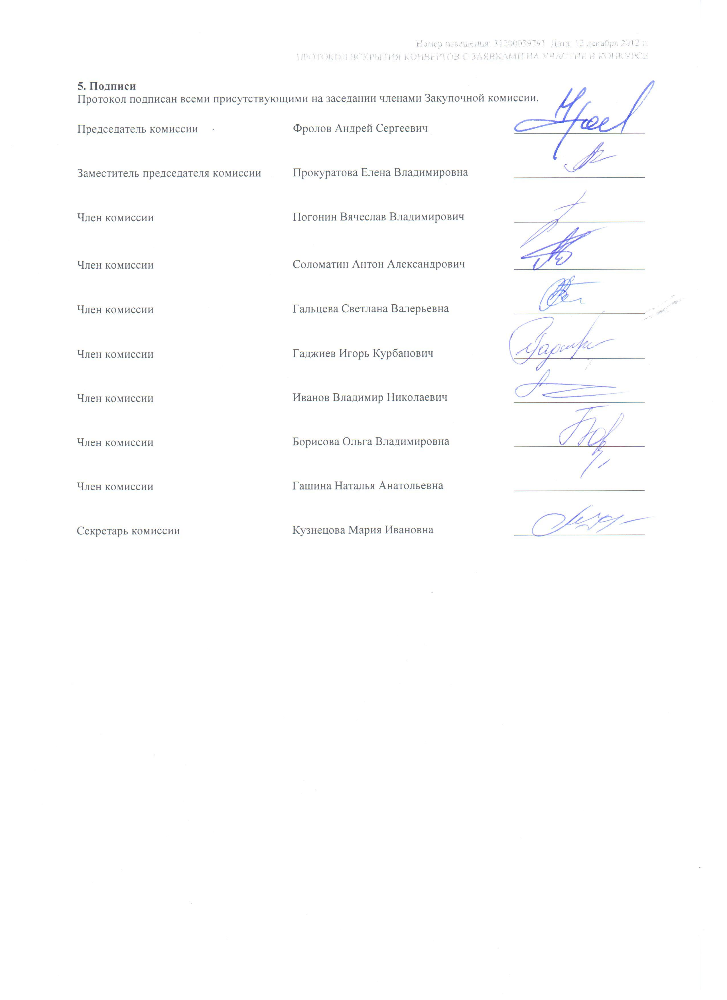 Номер извещения: 31200039791 Дата: 12 декабря 2012 г.
ПРОТОКОЛ ВСКРЫТИЯ КОНВЕРТОВ С ЗАЯВКАМИ НА УЧАСТИЕ В КОНКУРСЕ
5. Подписи
Протокол подписан всеми присутствующими на заседании членами Закупочной комиссии.
Председатель комиссии Фролов Андрей Сергеевич
Заместитель председателя комиссии Прокуратова Елена Владимировна
Член комиссии Погонин Вячеслав Владимирович
Член комиссии Соломатин Антон Александрович
Член комиссии Гальцева Светлана Валерьевна
Член комиссии Гаджиев Игорь Курбанович
Член комиссии Иванов Владимир Николаевич
Член комиссии Борисова Ольга Владимировна
Член комиссии Гашина Наталья Анатольевна
Секретарь комиссии Кузнецова Мария Ивановна